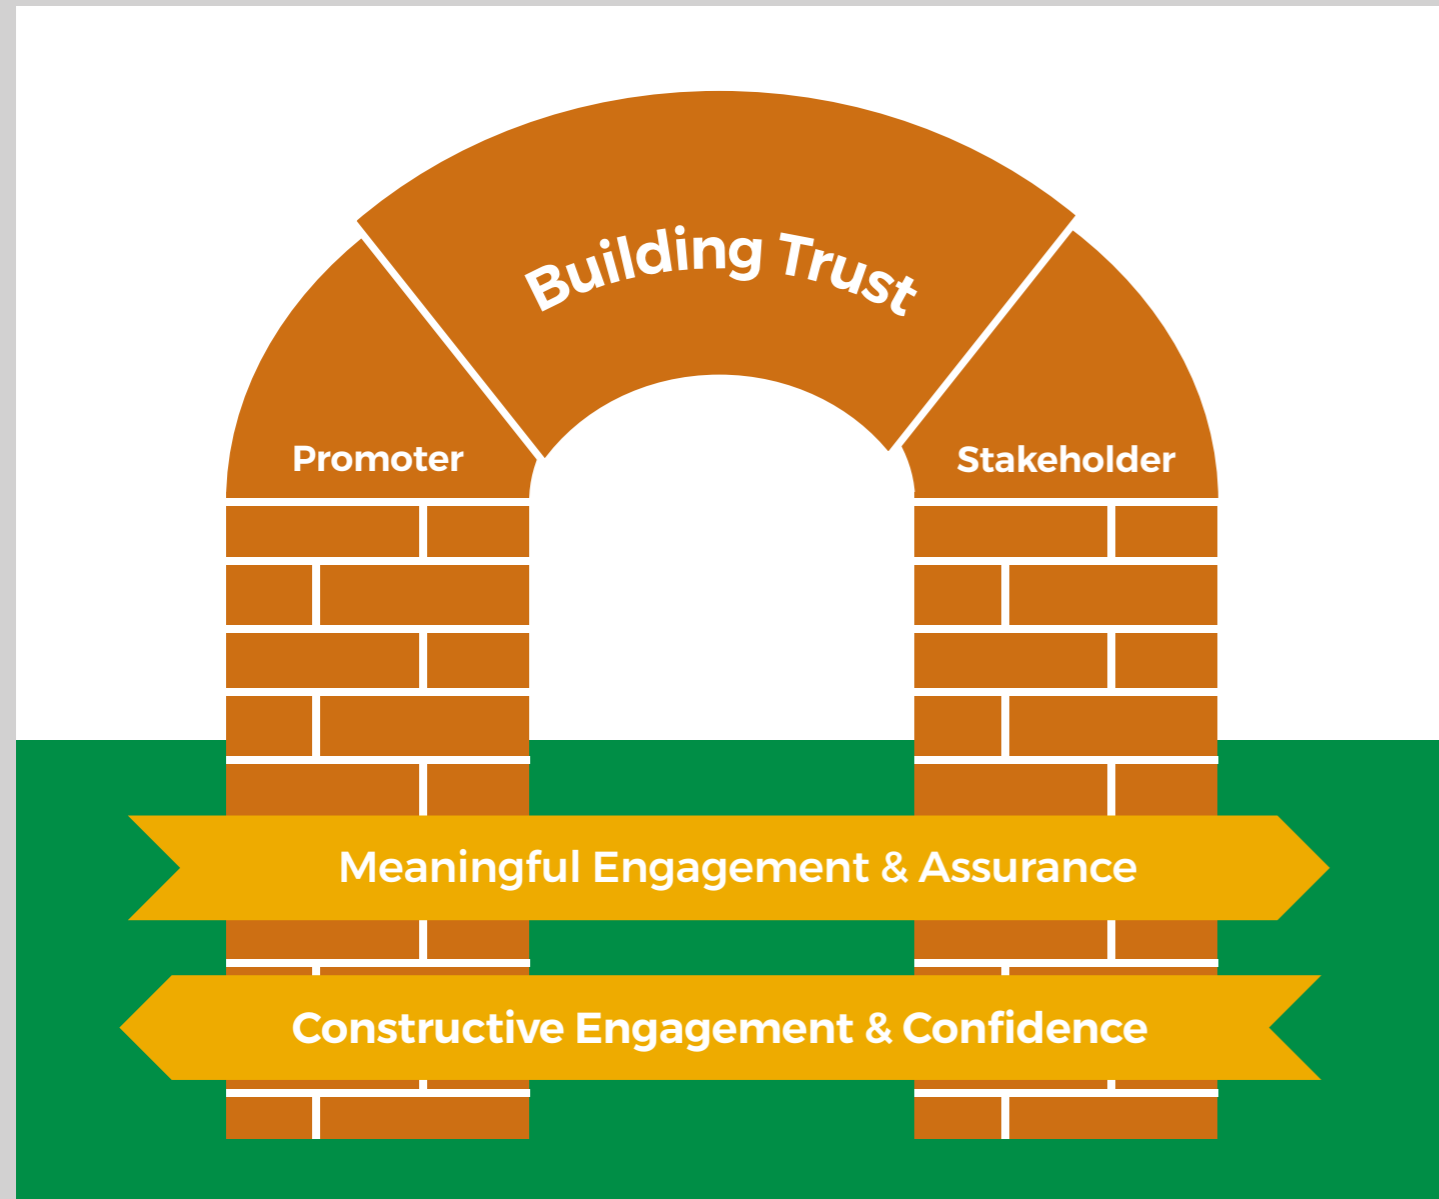 Building Trust
Promoter
Stakeholder
Meaningful Engagement & Assurance
Constructive Engagement & Confidence